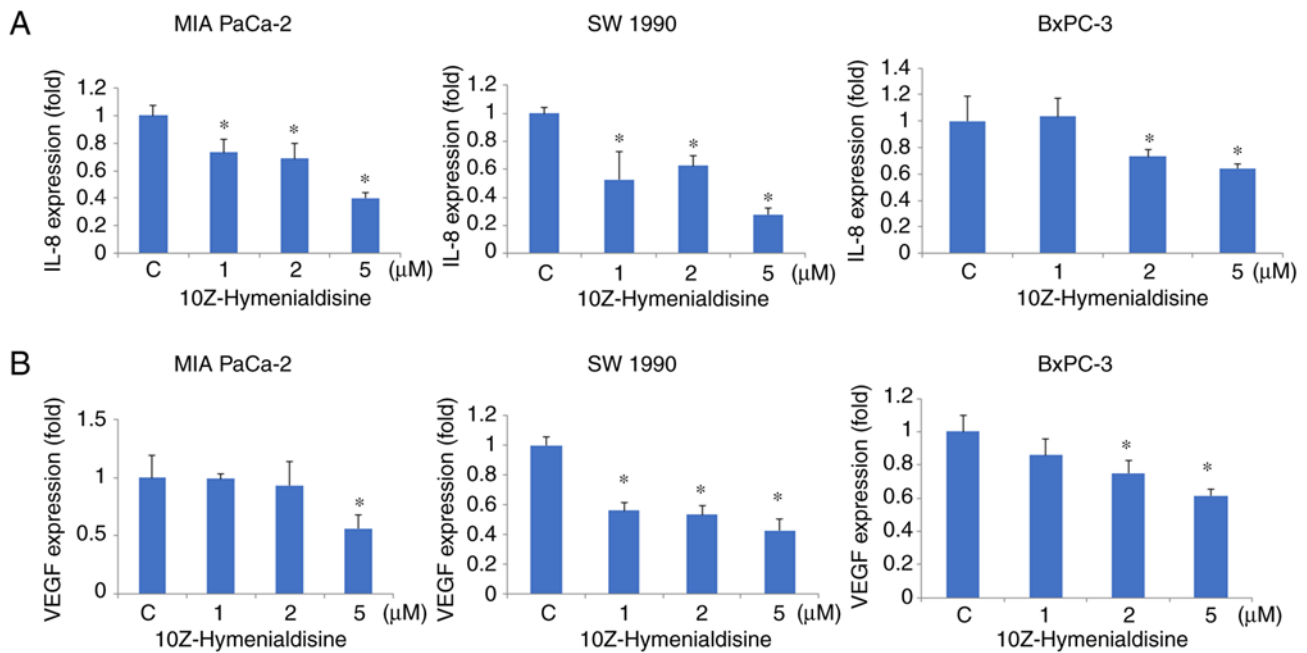 A
MIA PaCa-2
SW 1990
BxPC-3
IL-8 expression (fold)
1.2
1
0.8
0.6
0.4
0.2
0
* * *
C 1 2 5 (μM)
10Z-Hymenialdisine
IL-8 expression (fold)
1.2
1
0.8
0.6
0.4
0.2
0
* * *
C 1 2 5 (μM)
10Z-Hymenialdisine
IL-8 expression (fold)
1.4
1.2
1
0.8
0.6
0.4
0.2
0
* *
C 1 2 5 (μM)
10Z-Hymenialdisine
B
MIA PaCa-2
SW 1990
BxPC-3
VEGF expression (fold)
1.5
1
0.5
0
*
C 1 2 5 (μM)
10Z-Hymenialdisine
VEGF expression (fold)
1.2
1
0.8
0.6
0.4
0.2
0
* * *
C 1 2 5 (μM)
10Z-Hymenialdisine
VEGF expression (fold)
1.2
1
0.8
0.6
0.4
0.2
0
* *
C 1 2 5 (μM)
10Z-Hymenialdisine